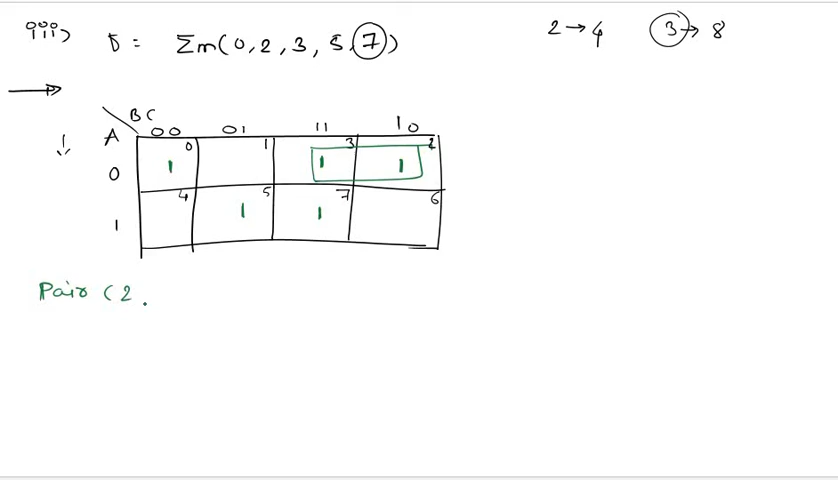 iii) F = Σm(0,2,3,5,7) 2→4 3→8
BC
A 00 01 11 10
0 1 3 2
0 1 1 1
4 5 7 6
1 1 1
Pair (2,